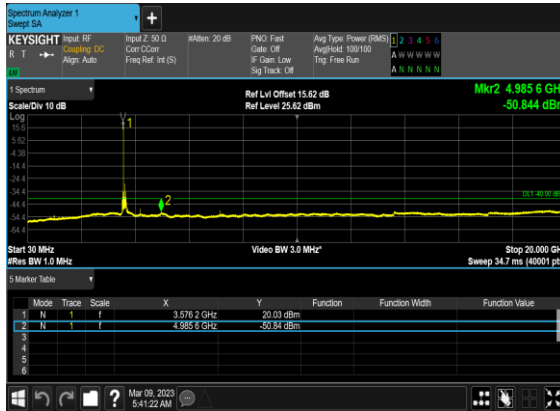 Spectrum Analyzer 1
Swept SA
+
KEYSIGHT Input: RF Input Z: 50 Ω #Atten: 20 dB PNO: Fast Avg Type: Power (RMS) 1 2 3 4 5 6
R T Coupling: DC Corr CCorr Gate: Off Avg|Hold: 100/100 A W W W W W
Align: Auto Freq Ref: Int (S) IF Gain: Low Trig: Free Run
Sig Track: Off A N N N N N
1 Spectrum Ref Lvl Offset 15.62 dB Mkr2 4.985 6 GH
Scale/Div 10 dB Ref Level 25.62 dBm -50.844 dBm
Log
15.6
5.62
-4.38
-14.4
-24.4
-34.4
-44.4
-54.4
-64.4
1
2
DL1 -40.00 dB
Start 30 MHz Video BW 3.0 MHz* Stop 20.000 GH
#Res BW 1.0 MHz Sweep 34.7 ms (40001 pt
5 Marker Table
Mode Trace Scale X Y Function Function Width Function Value
1 N 1 f 3.576 2 GHz 20.03 dBm
2 N 1 f 4.985 6 GHz -50.84 dBm
3
4
5
6
? Mar 09, 2023
5:41:22 AM